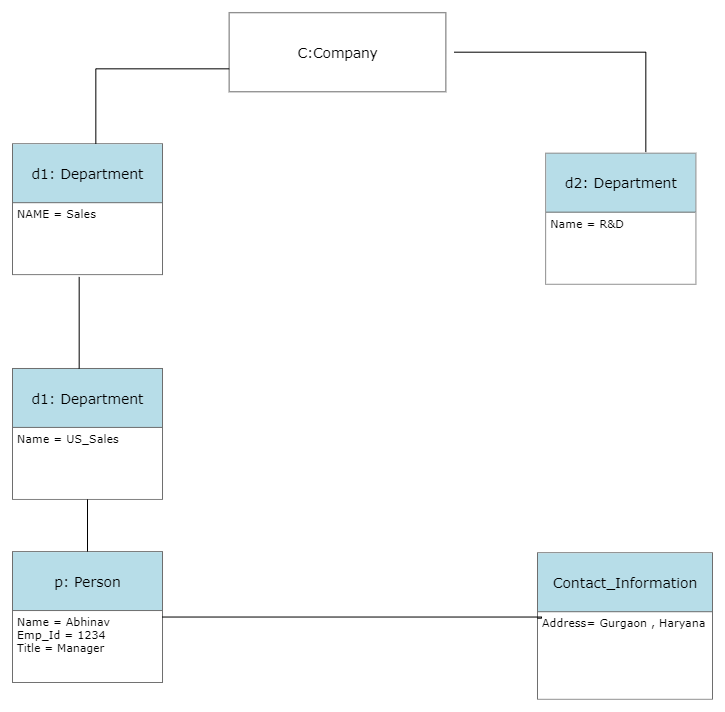 C:Company
d1: Department
NAME = Sales
d2: Department
Name = R&D
d1: Department
Name = US_Sales
p: Person
Name = Abhinav
Emp_Id = 1234
Title = Manager
Contact_Information
Address= Gurgaon , Haryana